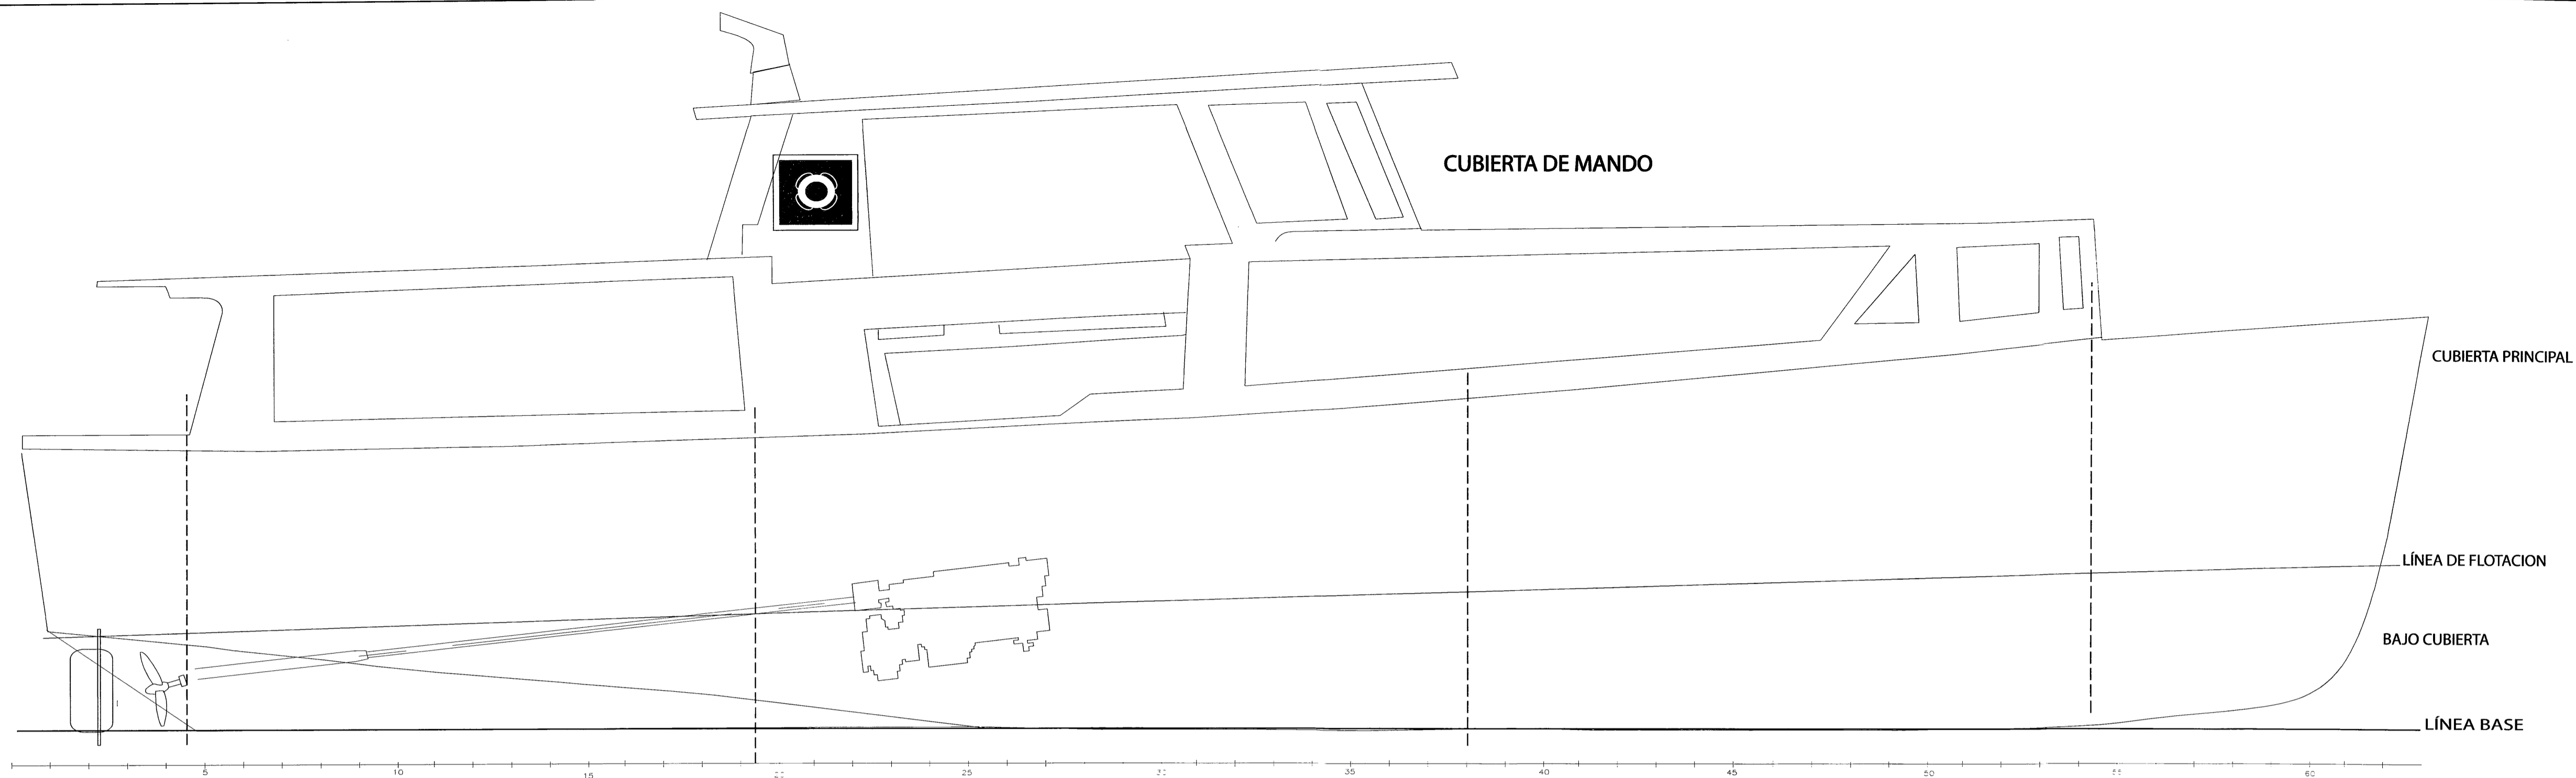 CUBIERTA DE MANDO
CUBIERTA PRINCIPAL
LÍNEA DE FLOTACION
BAJO CUBIERTA
LÍNEA BASE
5 10 15 25 35 40 45 50 55 60